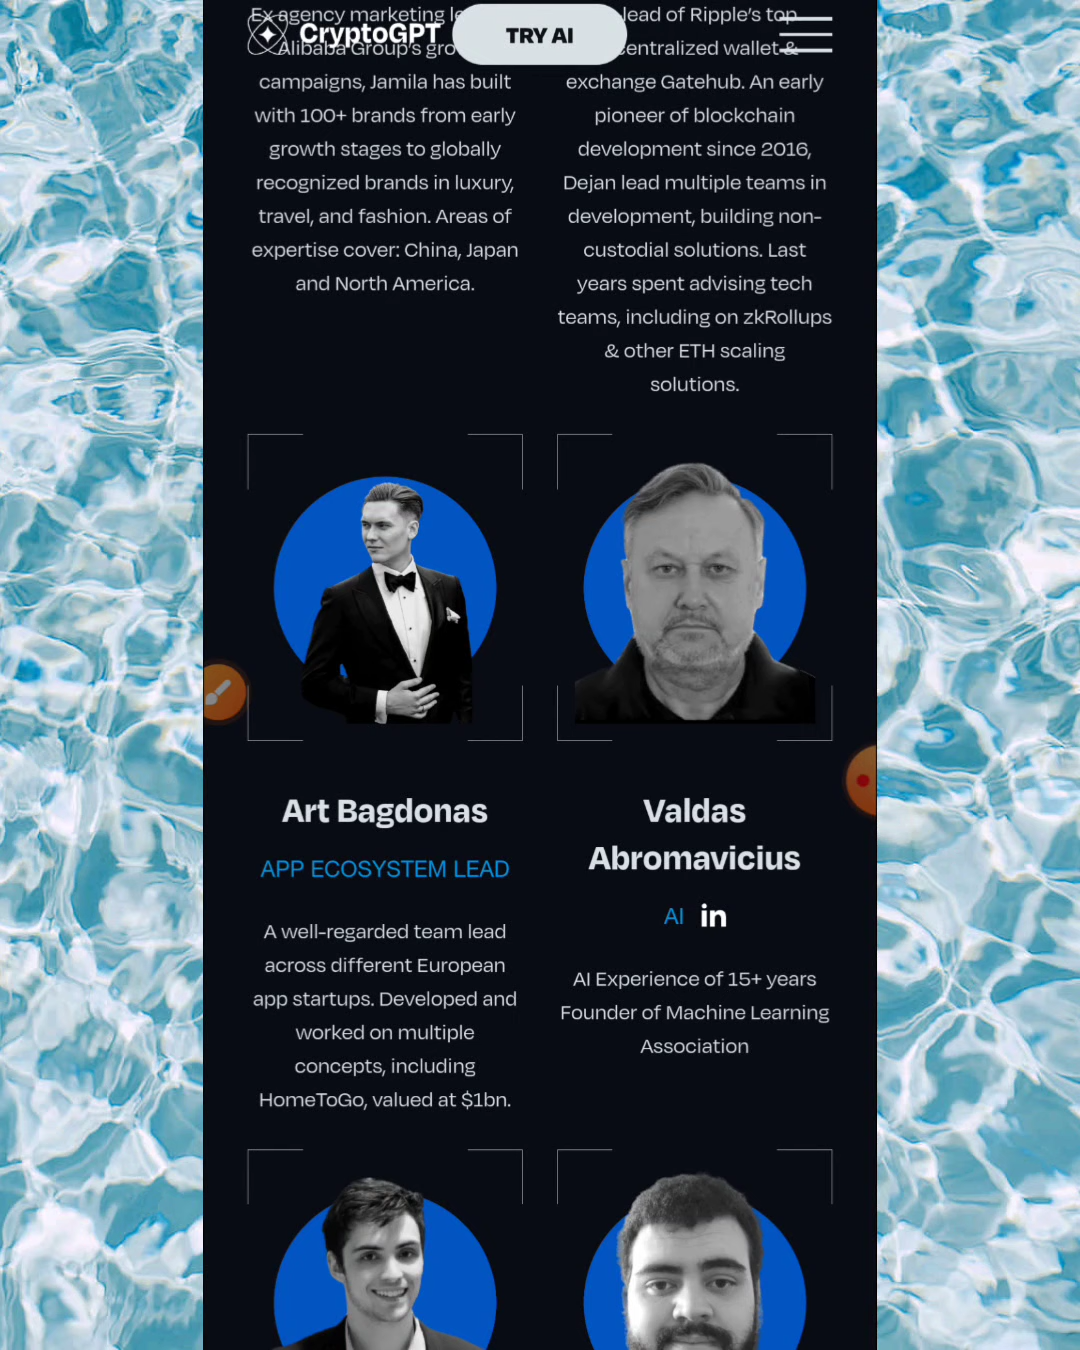 CryptoGPT
TRY AI
Ex-agency marketing
Alibaba Group's
campaigns, Jamila has built
with 100+ brands from early
growth stages to globally
recognized brands in luxury,
travel, and fashion. Areas of
expertise cover: China, Japan
and North America.
lead of Ripple's top
wallet &
exchange Gatehub. An early
pioneer of blockchain
development since 2016,
Dejan lead multiple teams in
development, building non-
custodial solutions. Last
years spent advising tech
teams, including on zkRollups
& other ETH scaling
solutions.
Art Bagdonas
APP ECOSYSTEM LEAD
A well-regarded team lead
across different European
app startups. Developed and
worked on multiple
concepts, including
HomeToGo, valued at $1bn.
Valdas
Abromavicius
AI in
AI Experience of 15+ years
Founder of Machine Learning
Association